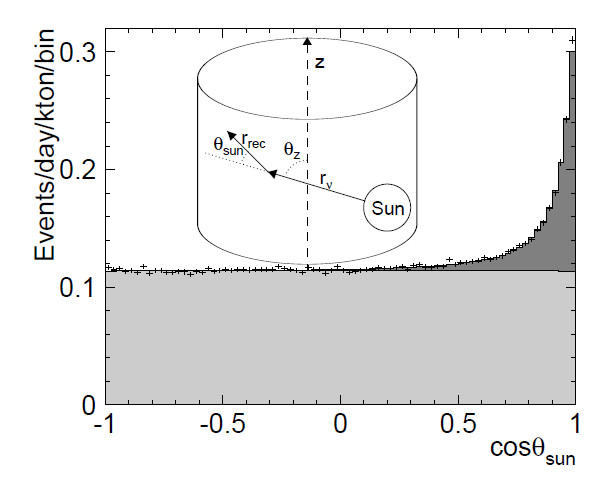 Events/day/kton/bin
0.3
0.2
0.1
0
-1
-0.5
0
0.5
1
cosθsun
z
θsun
rrec
θz
rν
Sun